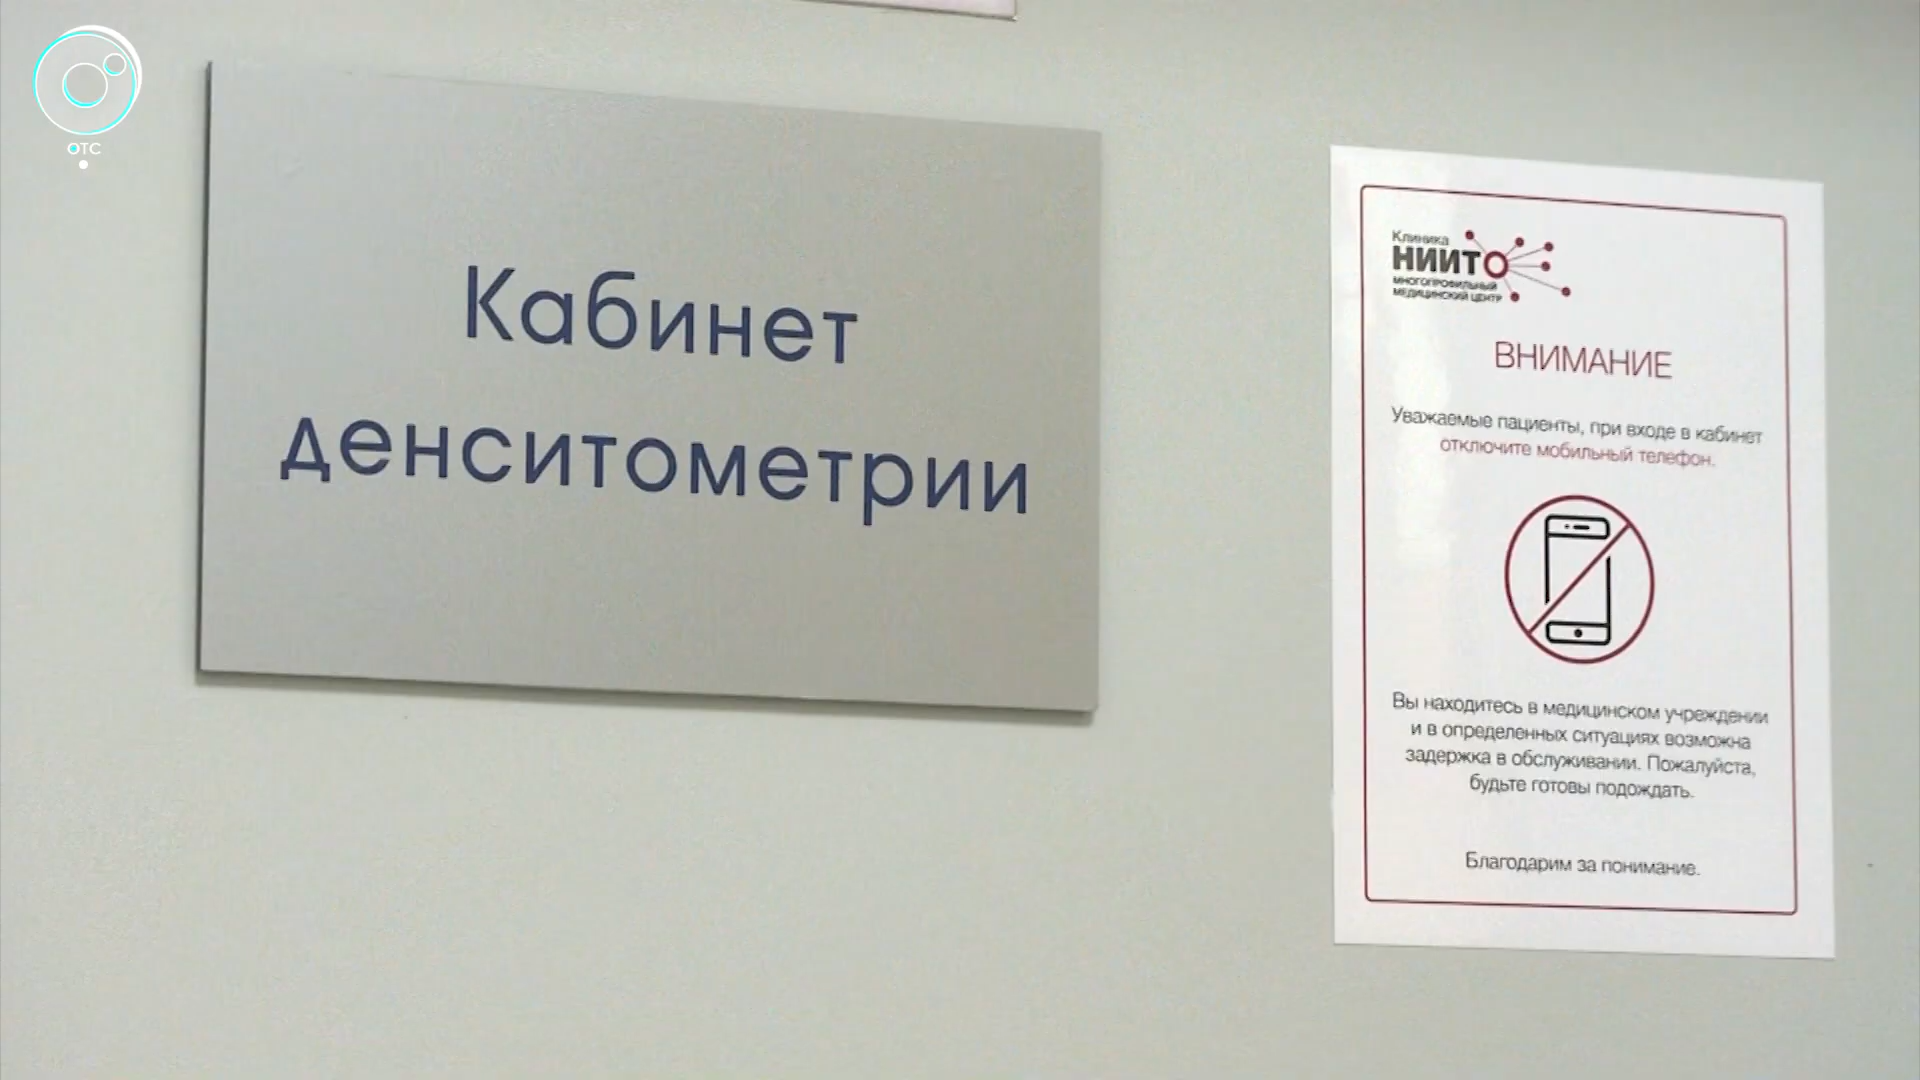 ОТС
Кабинет
денситометрии
Клиника
НИИТО
МНОГОПРОФИЛЬНЫЙ
МЕДИЦИНСКИЙ ЦЕНТР
ВНИМАНИЕ
Уважаемые пациенты, при входе в кабинет
отключите мобильный телефон.
Вы находитесь в медицинском учреждении
и в определенных ситуациях возможна
задержка в обслуживании. Пожалуйста,
будьте готовы подождать.
Благодарим за понимание.